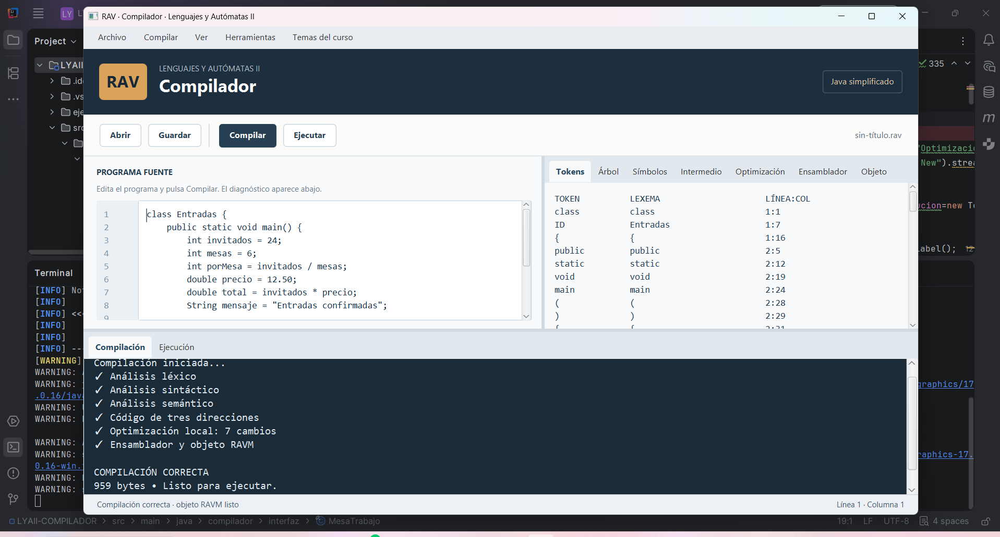 LY
RAV · Compilador · Lenguajes y Autómatas II
Archivo Compilar Ver Herramientas Temas del curso
Project
LYAII
RAV
LENGUAJES Y AUTÓMATAS II
Compilador
Java simplificado
335
Abrir Guardar Compilar Ejecutar
sin-título.rav
PROGRAMA FUENTE
Edita el programa y pulsa Compilar. El diagnóstico aparece abajo.
1 class Entradas {
2 public static void main() {
3 int invitados = 24;
4 int mesas = 6;
5 int porMesa = invitados / mesas;
6 double precio = 12.50;
7 double total = invitados * precio;
8 String mensaje = "Entradas confirmadas";
9
Tokens Árbol Símbolos Intermedio Optimización Ensamblador Objeto
TOKEN LEXEMA LÍNEA:COL
class class 1:1
ID Entradas 1:7
{ { 1:16
public public 2:5
static static 2:12
void void 2:19
main main 2:24
( ( 2:28
) ) 2:29
{ { 2:31
New").strea
=new
abel();
Terminal
[INFO]
[INFO]
[INFO] <<<
[INFO]
[INFO]
[INFO] --
[WARNING]
WARNING:
WARNING:
.0.16/java
WARNING:
WARNING:
WARNING:
WARNING:
0.16-win.
WARNING:
WARNING:
graphics/17
raphics-17.
Compilación Ejecución
Compilación iniciada...
✓ Análisis léxico
✓ Análisis sintáctico
✓ Análisis semántico
✓ Código de tres direcciones
✓ Optimización local: 7 cambios
✓ Ensamblador y objeto RAVM
COMPILACIÓN CORRECTA
959 bytes • Listo para ejecutar.
Compilación correcta · objeto RAVM listo
Línea 1 · Columna 1
LYAII-COMPILADOR > src > main > java > compilador > interfaz > MesaTrabajo
19:1 LF UTF-8 4 spaces